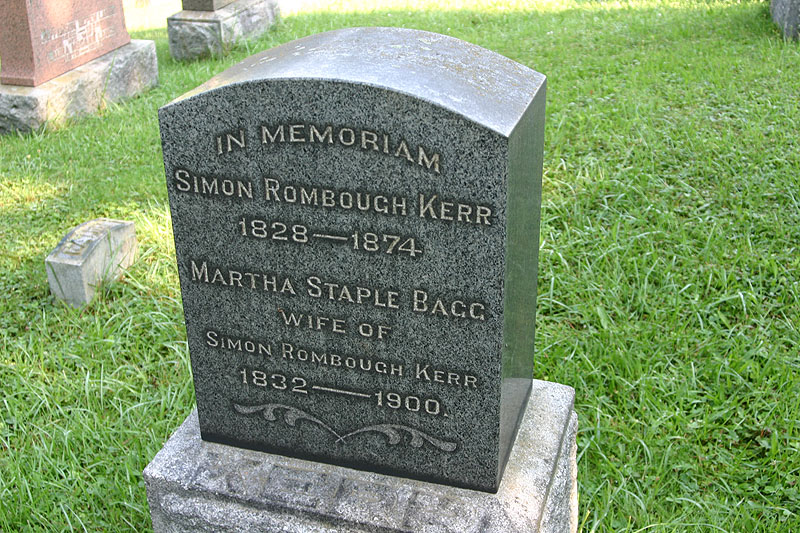 IN MEMORIAM
SIMON ROMBOUGH KERR
1828—1874
MARTHA STAPLE BAGG
WIFE OF
SIMON ROMBOUGH KERR
1832—1900.